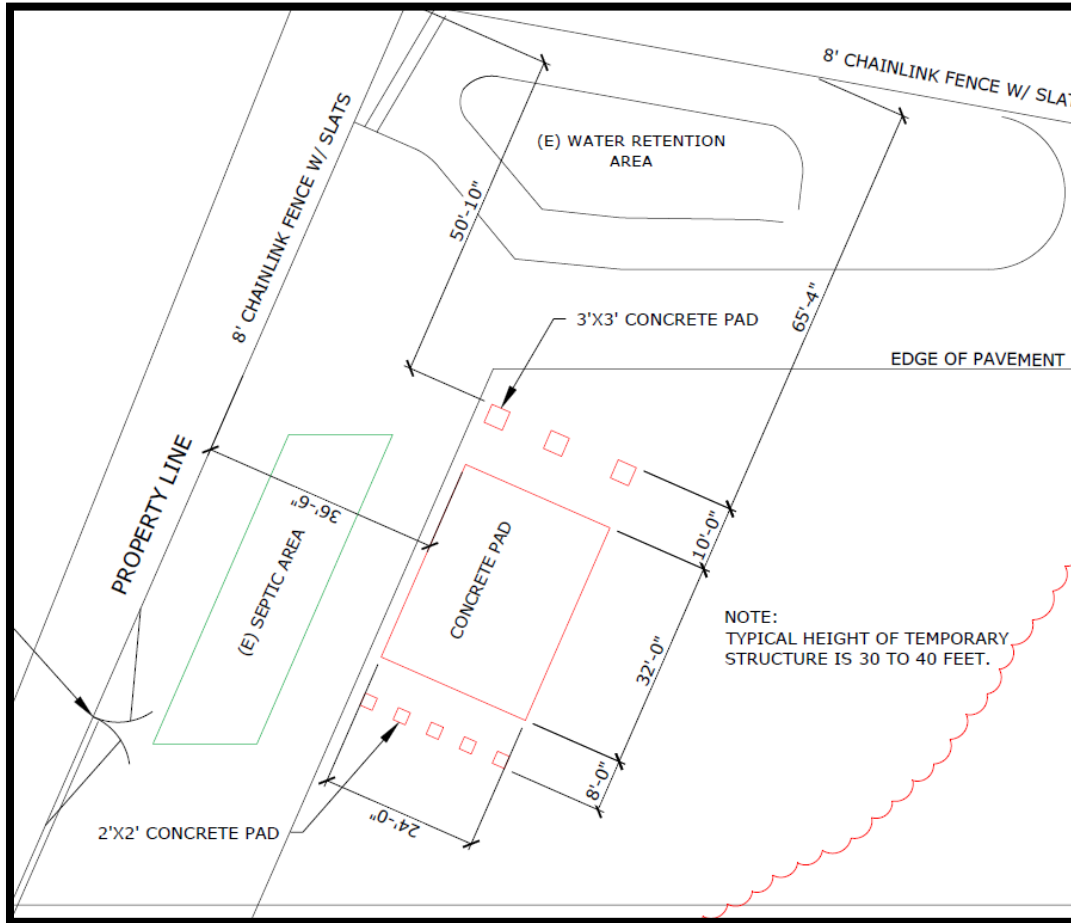 8' CHAINLINK FENCE W/ SLAT
(E) WATER RETENTION
AREA
8' CHAINLINK FENCE W/ SLATS
50'-10"
65'-4"
3'X3' CONCRETE PAD
EDGE OF PAVEMENT
PROPERTY LINE
36'-6"
(E) SEPTIC AREA
CONCRETE PAD
10'-0"
32'-0"
NOTE:
TYPICAL HEIGHT OF TEMPORARY
STRUCTURE IS 30 TO 40 FEET.
8'-0"
24'-0"
2'X2' CONCRETE PAD